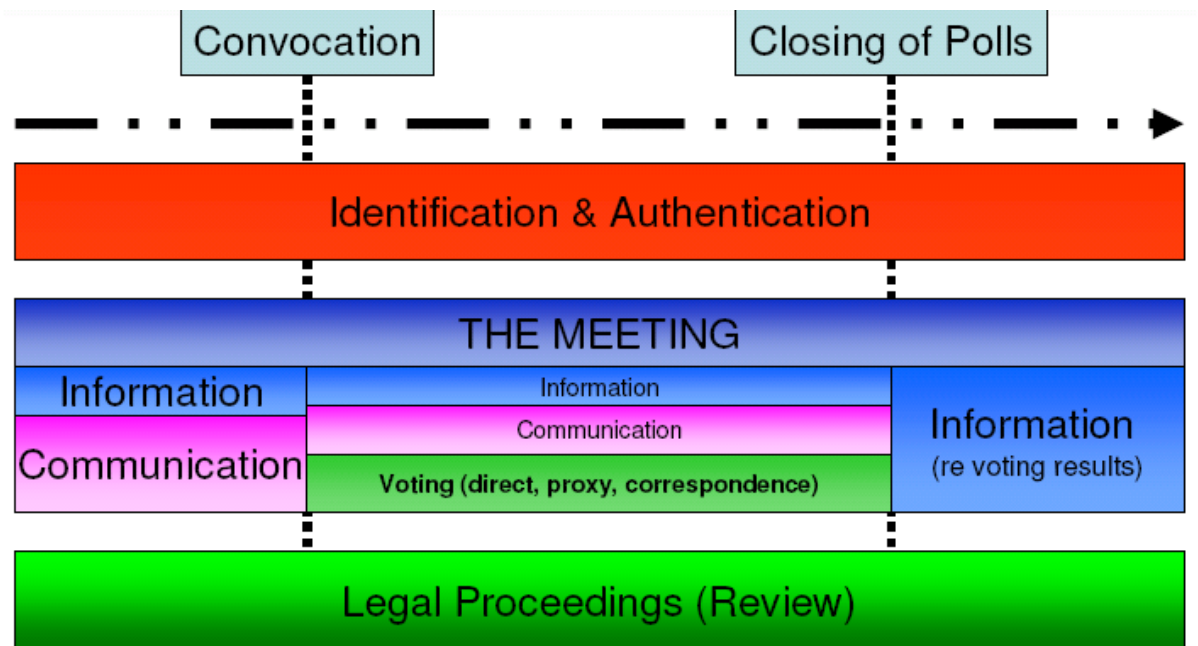 Convocation
Closing of Polls
Identification & Authentication
THE MEETING
Information
Communication
Information
Communication
Voting (direct, proxy, correspondence)
Information
(re voting results)
Legal Proceedings (Review)